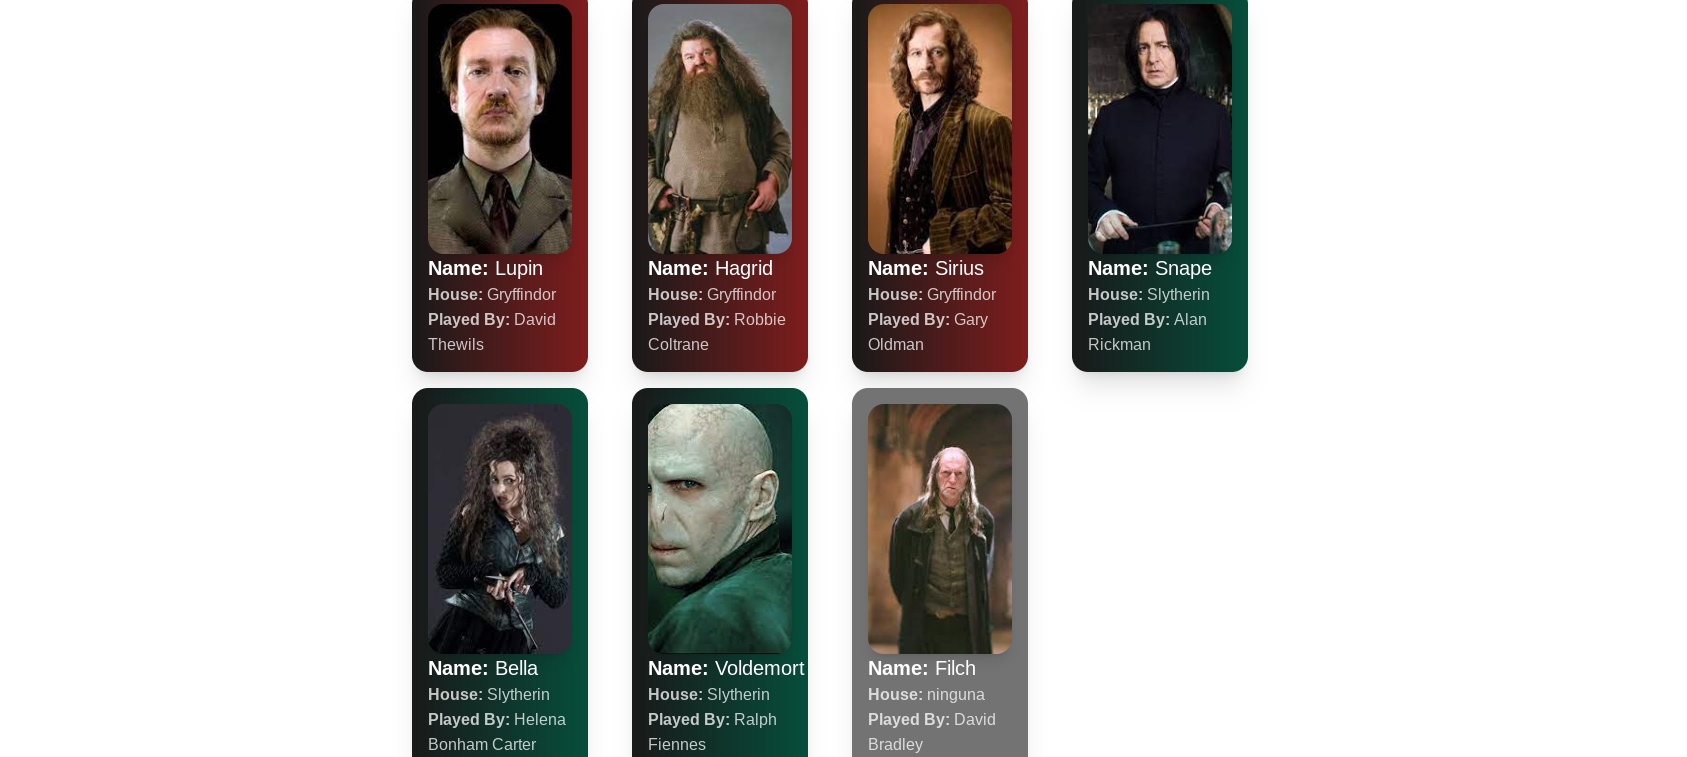 Name: Lupin
House: Gryffindor
Played By: David
Thewils
Name: Hagrid
House: Gryffindor
Played By: Robbie
Coltrane
Name: Sirius
House: Gryffindor
Played By: Gary
Oldman
Name: Snape
House: Slytherin
Played By: Alan
Rickman
Name: Bella
House: Slytherin
Played By: Helena
Bonham Carter
Name: Voldemort
House: Slytherin
Played By: Ralph
Fiennes
Name: Filch
House: ninguna
Played By: David
Bradley